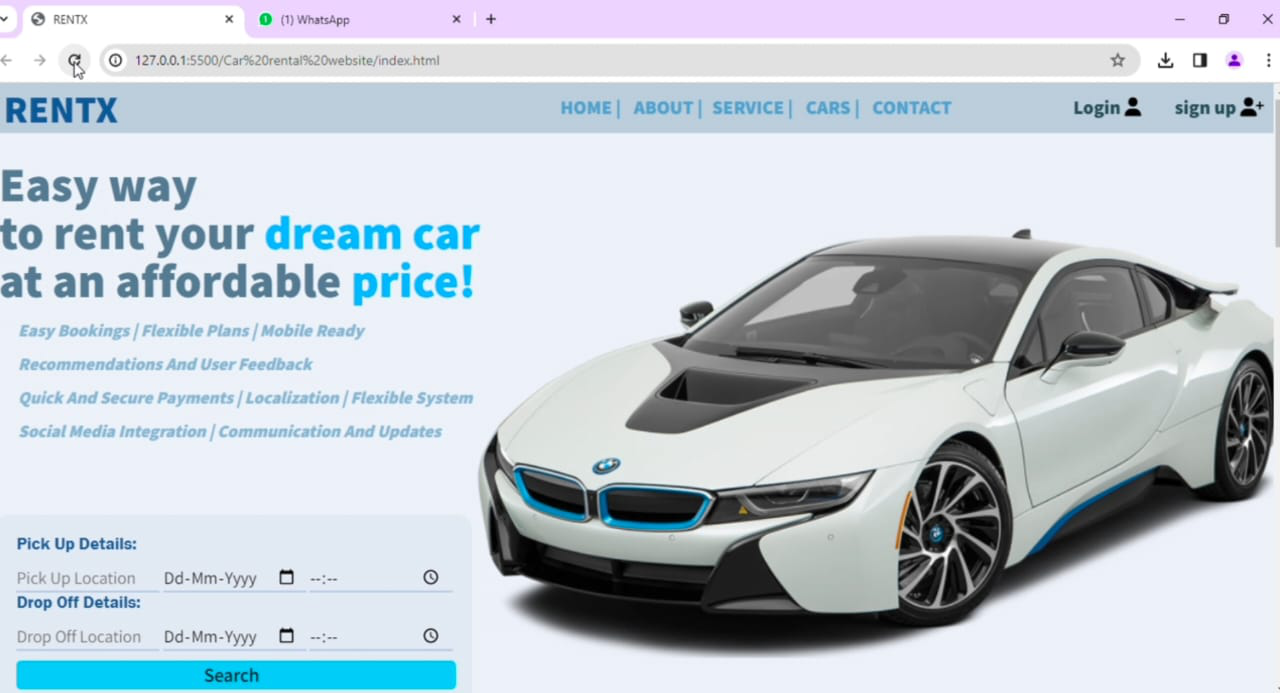 RENTX
(1) WhatsApp
127.0.0.1:5500/Car%20rental%20website/index.html
RENTX
HOME | ABOUT | SERVICE | CARS | CONTACT
Login sign up
Easy way
to rent your dream car
at an affordable price!
Easy Bookings | Flexible Plans | Mobile Ready
Recommendations And User Feedback
Quick And Secure Payments | Localization | Flexible System
Social Media Integration | Communication And Updates
Pick Up Details:
Pick Up Location Dd-Mm-Yyyy --:--
Drop Off Details:
Drop Off Location Dd-Mm-Yyyy --:--
Search